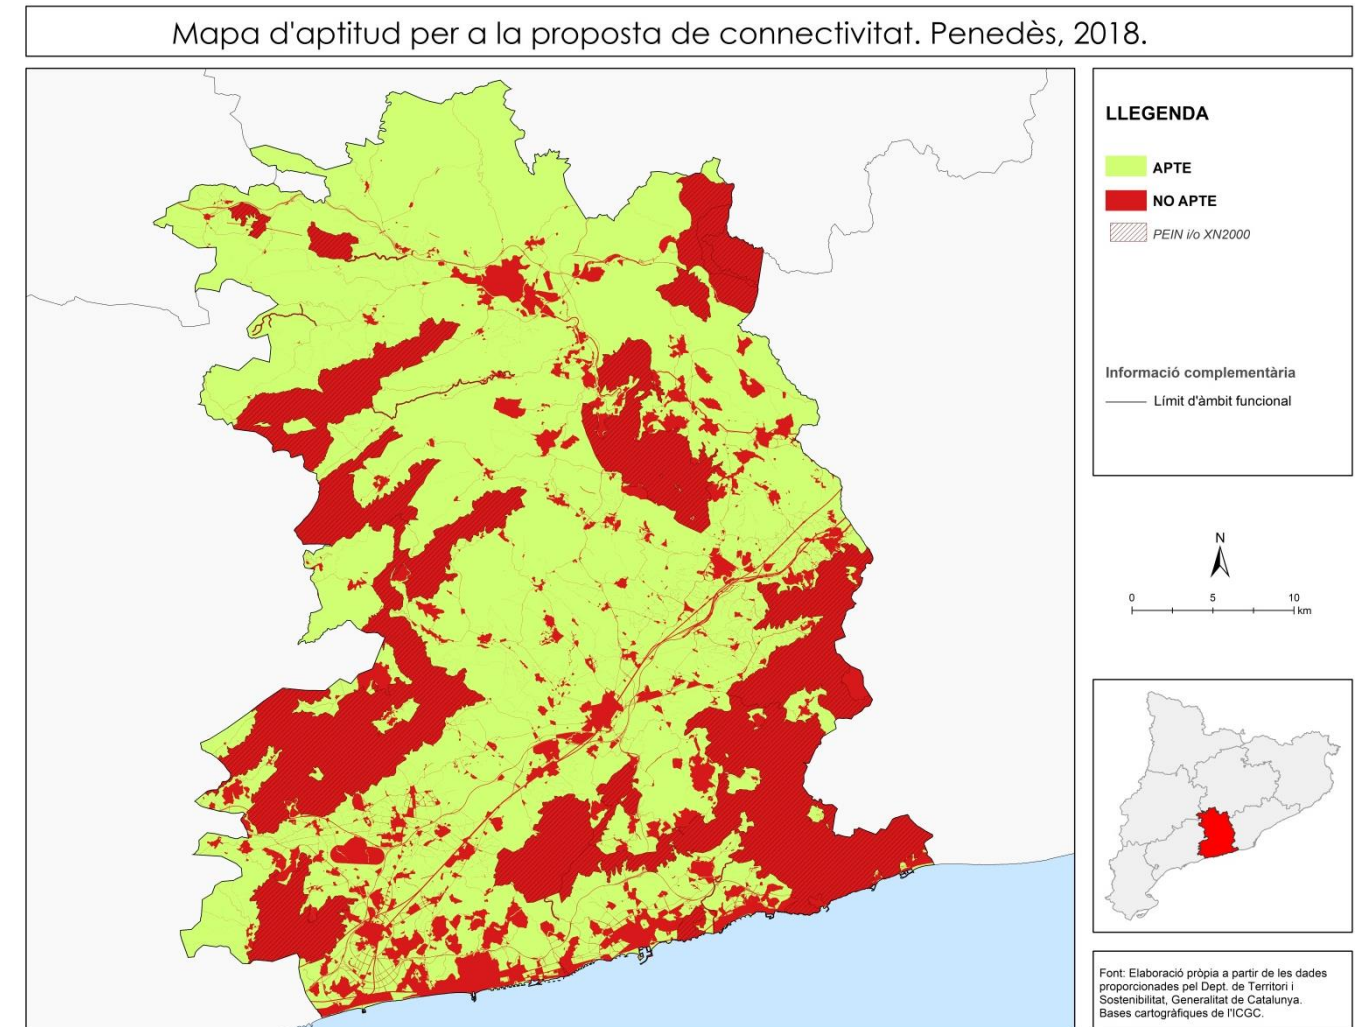 Mapa d'aptitud per a la proposta de connectivitat. Penedès, 2018.
LLEGENDA
APTE
NO APTE
PEIN i/o XN2000
Informació complementària
Límit d'àmbit funcional
N
0 5 10
km
Font: Elaboració pròpia a partir de les dades
proporcionades pel Dept. de Territori i
Sostenibilitat, Generalitat de Catalunya.
Bases cartogràfiques de l'ICGC.